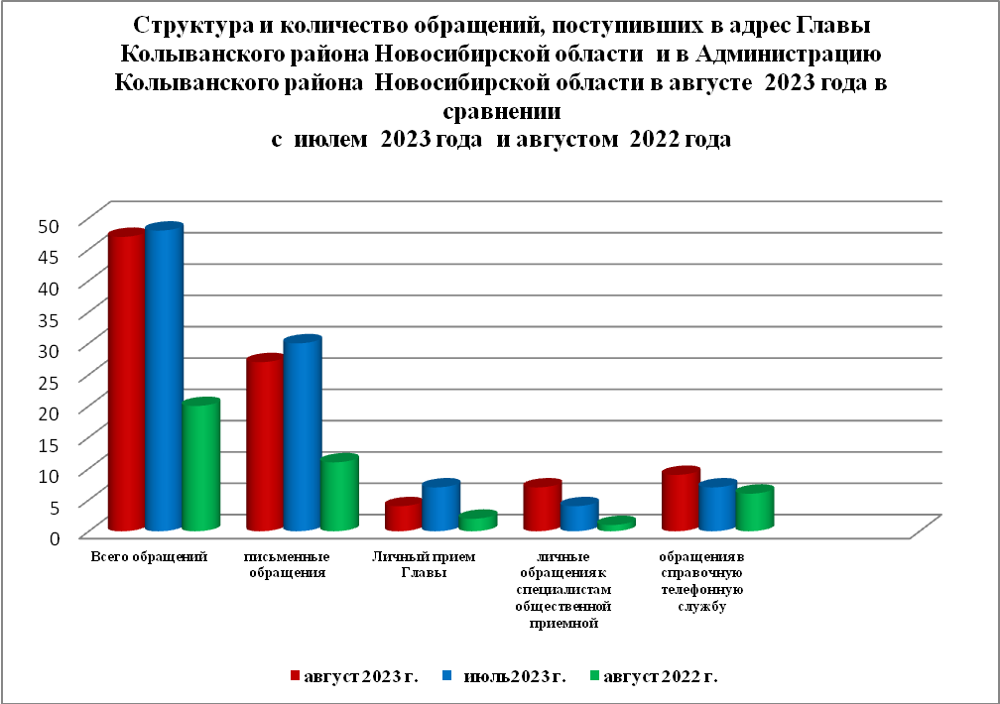 Структура и количество обращений, поступивших в адрес Главы
Колыванского района Новосибирской области и в Администрацию
Колыванского района Новосибирской области в августе 2023 года в
сравнении
с июлем 2023 года и августом 2022 года
50
45
40
35
30
25
20
15
10
5
0
Всего обращений
письменные
обращения
Личный прием
Главы
личные
обращения к
специалистам
общественной
приемной
обращения в
справочную
телефонную
службу
август 2023 г.
июль2023 г.
август 2022 г.